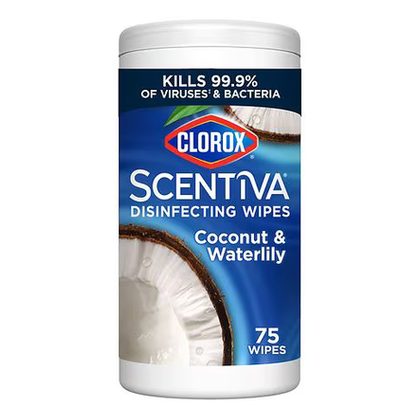 KILLS 99.9%
OF VIRUSES‡ & BACTERIA
CLOROX®
SCENTIVA®
DISINFECTING WIPES
Coconut &
Waterlily
75
WIPES